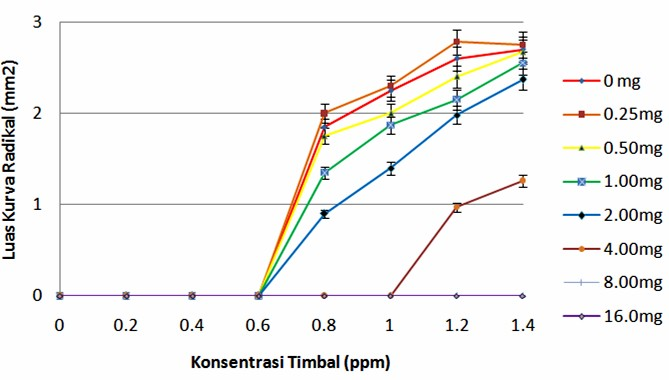 3
2
1
0
Luas Kurva Radikal (mm2)
0 0.2 0.4 0.6 0.8 1 1.2 1.4
Konsentrasi Timbal (ppm)
0 mg
0.25mg
0.50mg
1.00mg
2.00mg
4.00mg
8.00mg
16.0mg